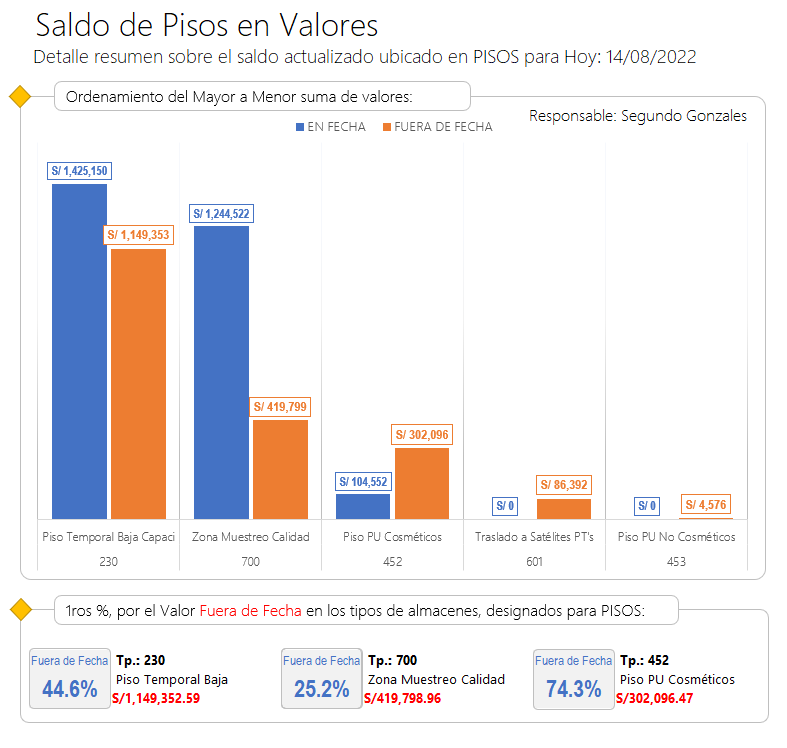 Saldo de Pisos en Valores
Detalle resumen sobre el saldo actualizado ubicado en PISOS para Hoy: 14/08/2022
Ordenamiento del Mayor a Menor suma de valores:
Responsable: Segundo Gonzales
EN FECHA FUERA DE FECHA
S/ 1,425,150
S/ 1,149,353
S/ 1,244,522
S/ 419,799
S/ 104,552
S/ 302,096
S/ 0
S/ 86,392
S/ 0
S/ 4,576
Piso Temporal Baja Capaci
Zona Muestreo Calidad
Piso PU Cosméticos
Traslado a Satélites PT's
Piso PU No Cosméticos
230
700
452
601
453
1ros %, por el Valor Fuera de Fecha en los tipos de almacenes, designados para PISOS:
Fuera de Fecha
44.6%
Tp.: 230
Piso Temporal Baja
S/1,149,352.59
Fuera de Fecha
25.2%
Tp.: 700
Zona Muestreo Calidad
S/419,798.96
Fuera de Fecha
74.3%
Tp.: 452
Piso PU Cosméticos
S/302,096.47